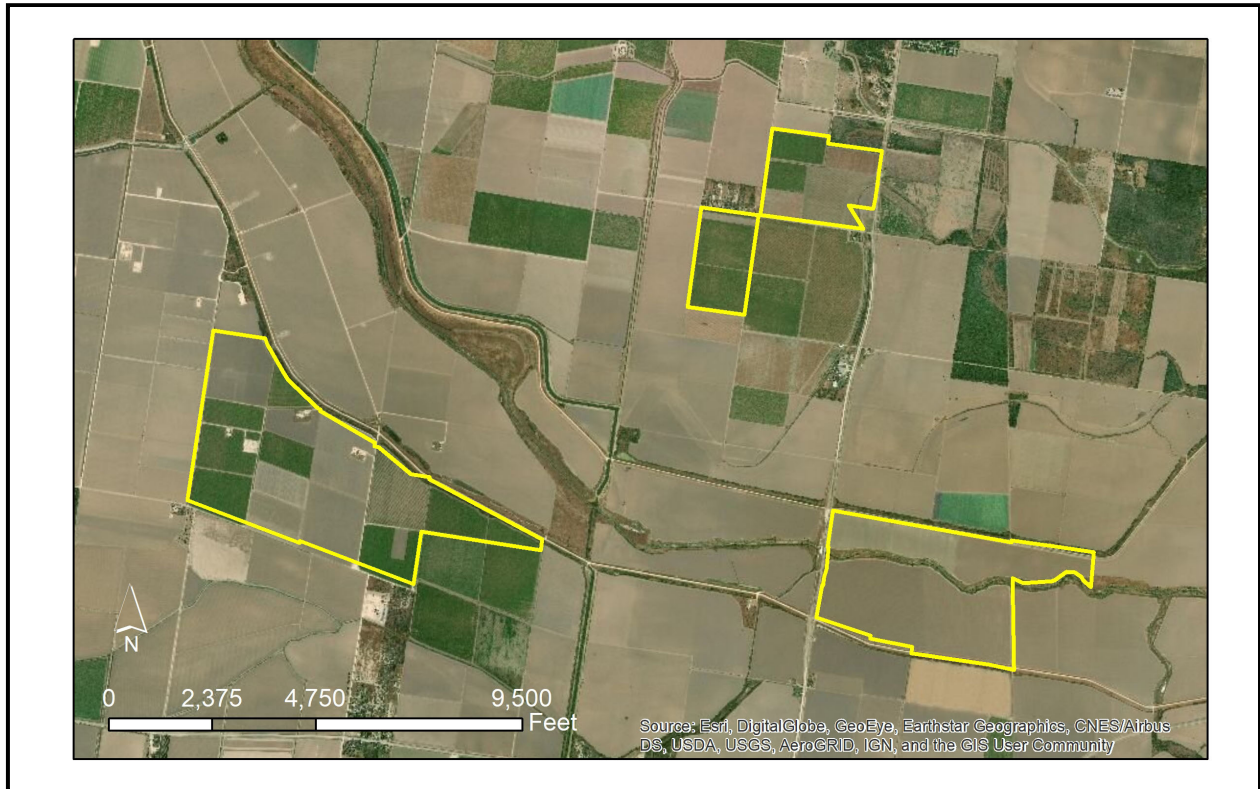 N
0 2,375 4,750 9,500
Feet
Source: Esri, DigitalGlobe, GeoEye, Earthstar Geographics, CNES/Airbus
DS, USDA, USGS, AeroGRID, IGN, and the GIS User Community